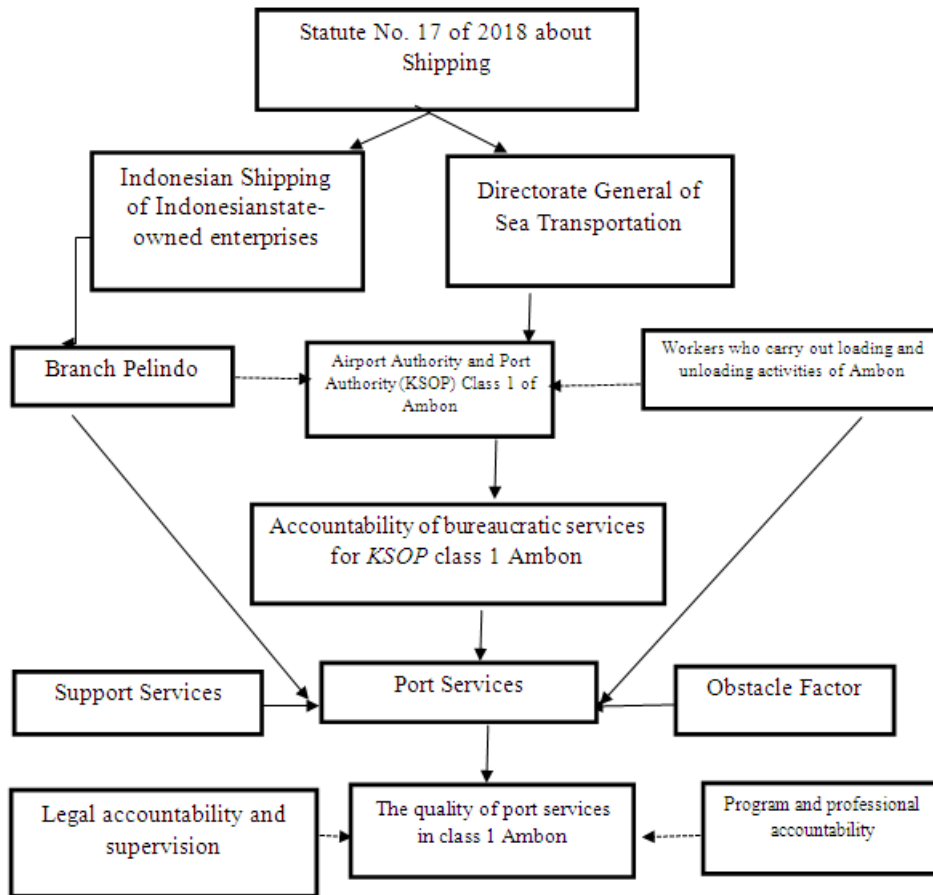 Statute No. 17 of 2018 about
Shipping
Indonesian Shipping
of Indonesianstate-
owned enterprises
Directorate General of
Sea Transportation
Branch Pelindo
Airport Authority and Port
Authority (KSOP) Class 1 of
Ambon
Workers who carry out loading and
unloading activities of Ambon
Accountability of bureaucratic services
for KSOP class 1 Ambon
Support Services
Port Services
Obstacle Factor
Legal accountability and
supervision
The quality of port services
in class 1 Ambon
Program and professional
accountability